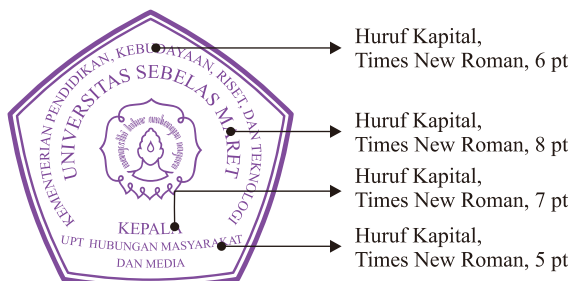 KEMENTERIAN PENDIDIKAN, KEBUDAYAAN, RISET, DAN TEKNOLOGI
UNIVERSITAS SEBELAS MARET
KEPALA
UPT HUBUNGAN MASYARAKAT
DAN MEDIA
Huruf Kapital,
Times New Roman, 6 pt
Huruf Kapital,
Times New Roman, 8 pt
Huruf Kapital,
Times New Roman, 7 pt
Huruf Kapital,
Times New Roman, 5 pt